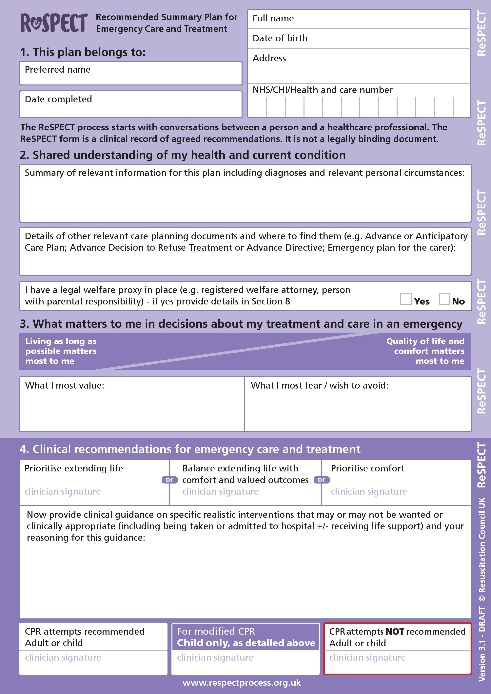 ReSPECT
Recommended Summary Plan for
Emergency Care and Treatment
Full name
Date of birth
Address
NHS/CHI/Health and care number
1. This plan belongs to:
Preferred name
Date completed
The ReSPECT process starts with conversations between a person and a healthcare professional. The
ReSPECT form is a clinical record of agreed recommendations. It is not a legally binding document.
2. Shared understanding of my health and current condition
Summary of relevant information for this plan including diagnoses and relevant personal circumstances:
Details of other relevant care planning documents and where to find them (e.g. Advance or Anticipatory
Care Plan; Advance Decision to Refuse Treatment or Advance Directive; Emergency plan for the carer):
I have a legal welfare proxy in place (e.g. registered welfare attorney, person
with parental responsibility) - if yes provide details in Section 8
Yes
No
3. What matters to me in decisions about my treatment and care in an emergency
Living as long as
possible matters
most to me
Quality of life and
comfort matters
most to me
What I most value:
What I most fear / wish to avoid:
4. Clinical recommendations for emergency care and treatment
Prioritise extending life
clinician signature
or
Balance extending life with
comfort and valued outcomes
clinician signature
or
Prioritise comfort
clinician signature
Now provide clinical guidance on specific realistic interventions that may or may not be wanted or
clinically appropriate (including being taken or admitted to hospital +/- receiving life support) and your
reasoning for this guidance:
CPR attempts recommended
Adult or child
clinician signature
For modified CPR
Child only, as detailed above
clinician signature
CPR attempts NOT recommended
Adult or child
clinician signature
www.respectprocess.org.uk
ReSPECT
ReSPECT
ReSPECT
ReSPECT
ReSPECT
ReSPECT
Version 3.1 - DRAFT © Resuscitation Council UK